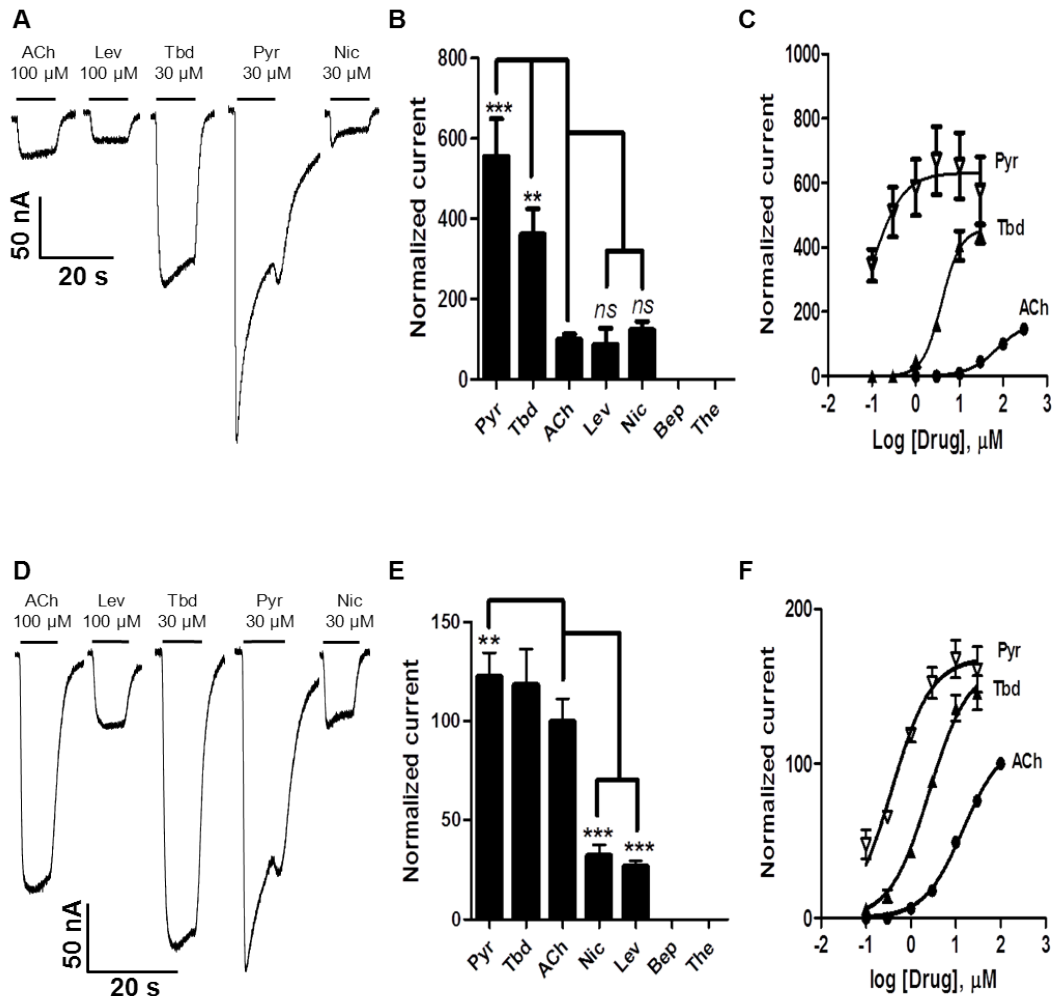 A
ACh Lev Tbd Pyr Nic
100 µM 100 µM 30 µM 30 µM 30 µM
50 nA
20 s
B
Normalized current
800
600
400
200
0
***
**
ns ns
Pyr Tbd ACh Lev Nic Bep The
C
Normalized current
1000
800
600
400
200
0
Pyr
Tbd
ACh
-2 -1 0 1 2 3
Log [Drug], µM
D
ACh Lev Tbd Pyr Nic
100 µM 100 µM 30 µM 30 µM 30 µM
50 nA
20 s
E
Normalized current
150
100
50
0
**
*** ***
Pyr Tbd ACh Nic Lev Bep The
F
Normalized current
200
100
0
Pyr
Tbd
ACh
-2 -1 0 1 2 3
log [Drug], µM